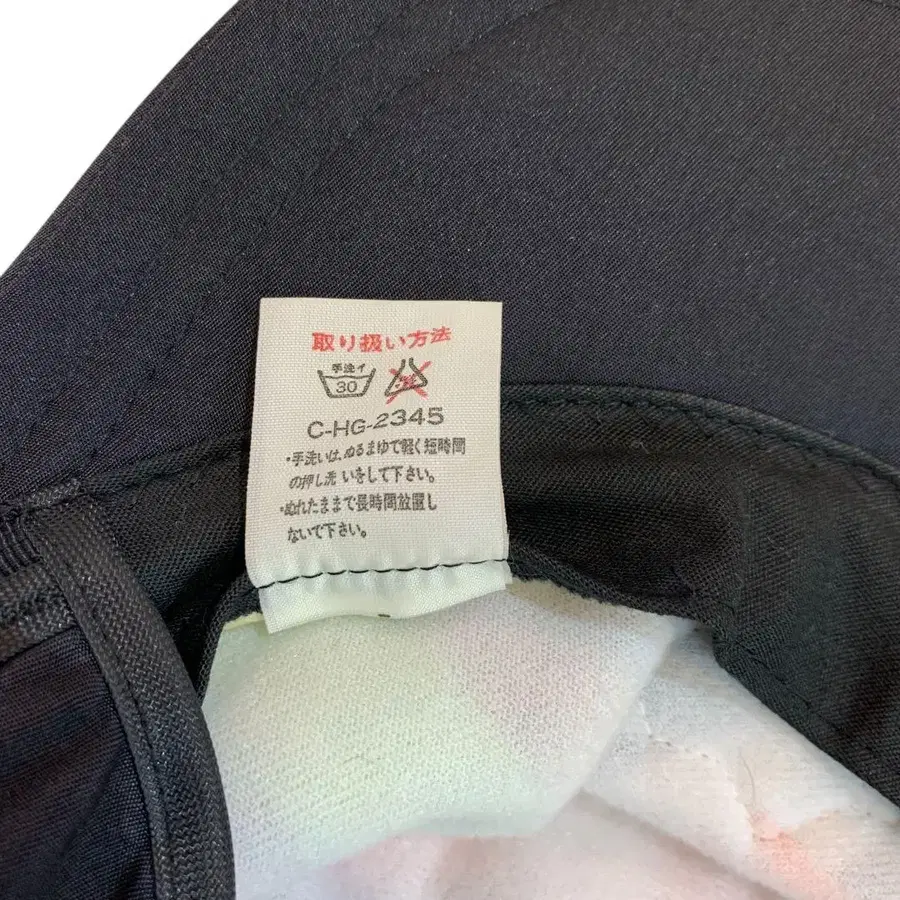 取り扱い方法
手洗イ
30
C-HG-2345
・手洗いは、ぬるまゆで軽く短時間
の押し洗いをして下さい。
・ぬれたままで長時間放置し
ないで下さい。